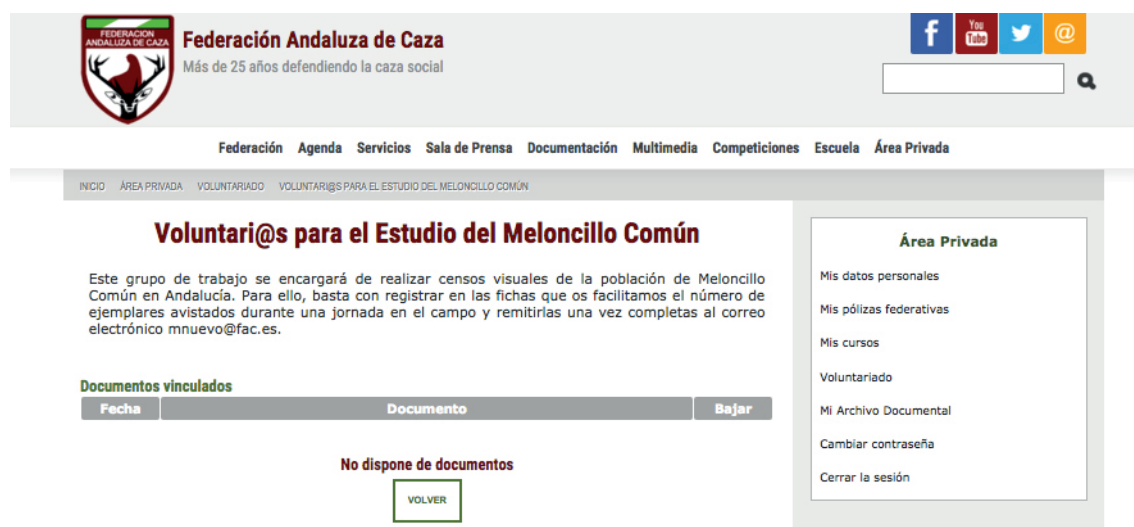 FEDERACION
ANDALUZA DE CAZA
Federación Andaluza de Caza
Más de 25 años defendiendo la caza social
f
You
Tube
@
Federación Agenda Servicios Sala de Prensa Documentación Multimedia Competiciones Escuela Área Privada
INICIO ÁREA PRIVADA VOLUNTARIADO VOLUNTARI@S PARA EL ESTUDIO DEL MELONCILLO COMÚN
Voluntari@s para el Estudio del Meloncillo Común
Este grupo de trabajo se encargará de realizar censos visuales de la población de Meloncillo
Común en Andalucía. Para ello, basta con registrar en las fichas que os facilitamos el número de
ejemplares avistados durante una jornada en el campo y remitirlas una vez completas al correo
electrónico mnuevo@fac.es.
Documentos vinculados
Fecha Documento Bajar
No dispone de documentos
VOLVER
Área Privada
Mis datos personales
Mis pólizas federativas
Mis cursos
Voluntariado
Mi Archivo Documental
Cambiar contraseña
Cerrar la sesión